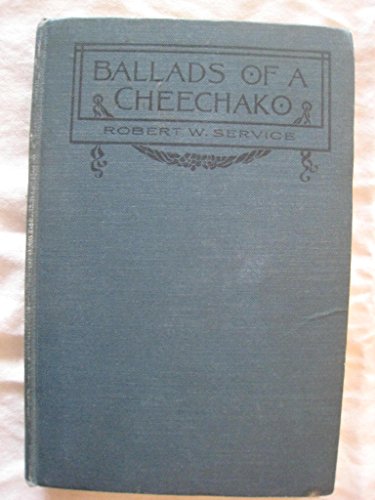 BALLADS OF A
CHEECHAKO
ROBERT W. SERVICE